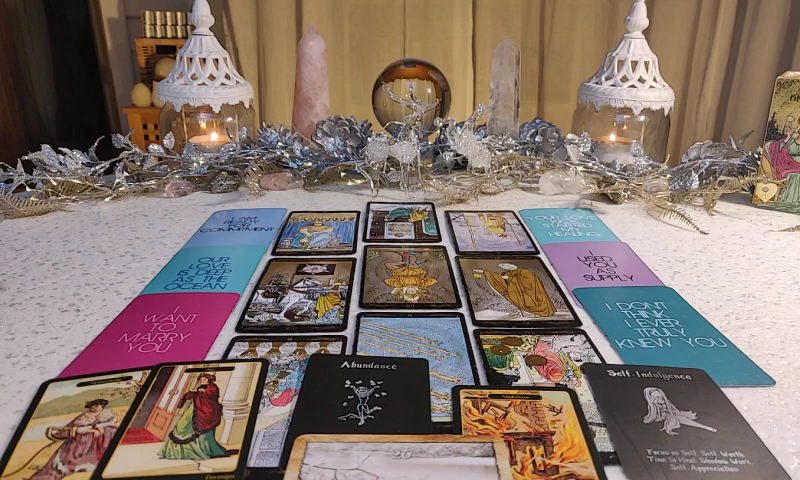 I AM
READY
FOR
COMMITMENT
OUR
LOVE
IS DEEP
AS THE
OCEAN
I
WANT
TO
MARRY
YOU
YOUR LOVE
STARTED
MY
HEALING
I
USED
YOU
AS
SUPPLY
I DONT
THINK
I EVER
TRULY
KNEW YOU
Abundance
Self-Indulgence
Focus on Self, Self-Worth
Time to Heal, Shadow Work
Self-Appreciation